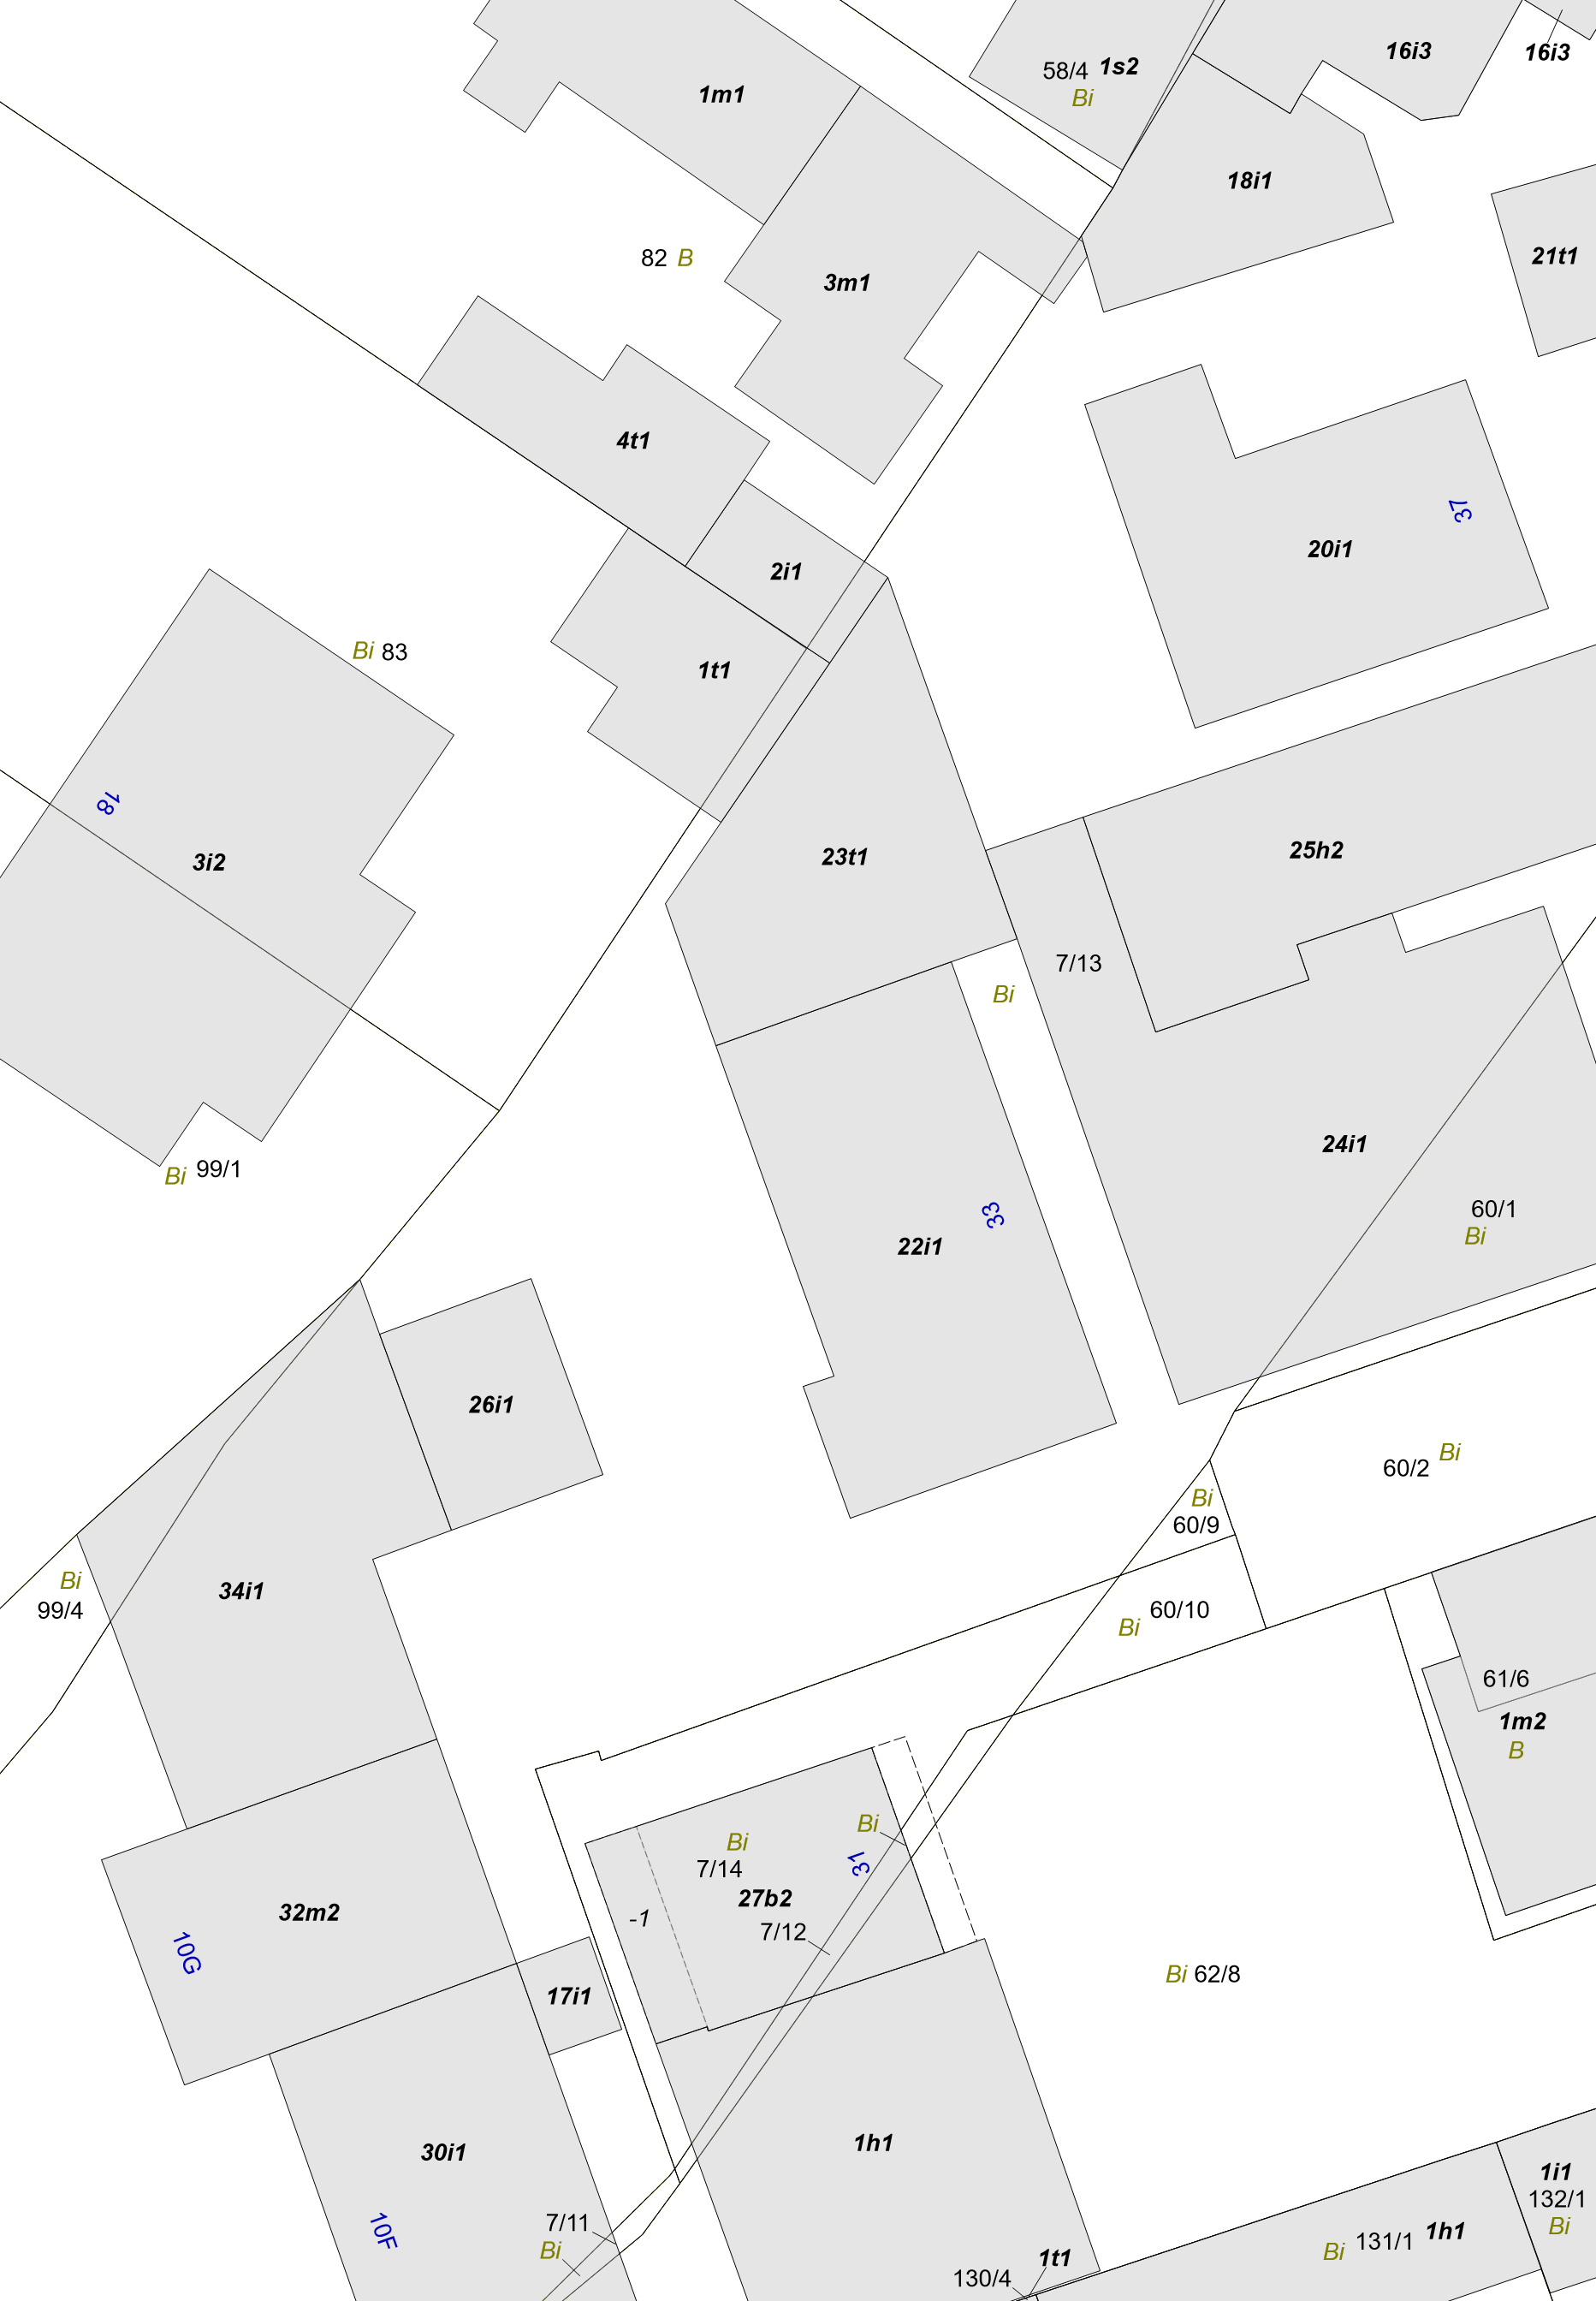 16i3
16i3
58/4 1s2
Bi
1m1
18i1
82 B
21t1
3m1
4t1
37
20i1
2i1
Bi 83
1t1
18
3i2
23t1
25h2
7/13
Bi
24i1
Bi 99/1
33
60/1
Bi
22i1
26i1
60/2 Bi
Bi
60/9
Bi
99/4
34i1
Bi 60/10
61/6
1m2
B
Bi
Bi
7/14
31
27b2
-1
7/12
32m2
10G
Bi 62/8
17i1
1h1
30i1
10F
7/11
Bi
1i1
132/1
Bi
Bi 131/1 1h1
1t1
130/4